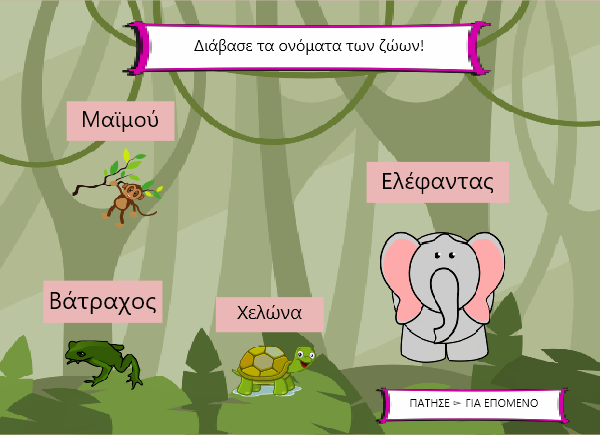 Διάβασε τα ονόματα των ζώων!
Μαϊμού
Ελέφαντας
Βάτραχος
Χελώνα
ΠΑΤΗΣΕ ➳ ΓΙΑ ΕΠΟΜΕΝΟ